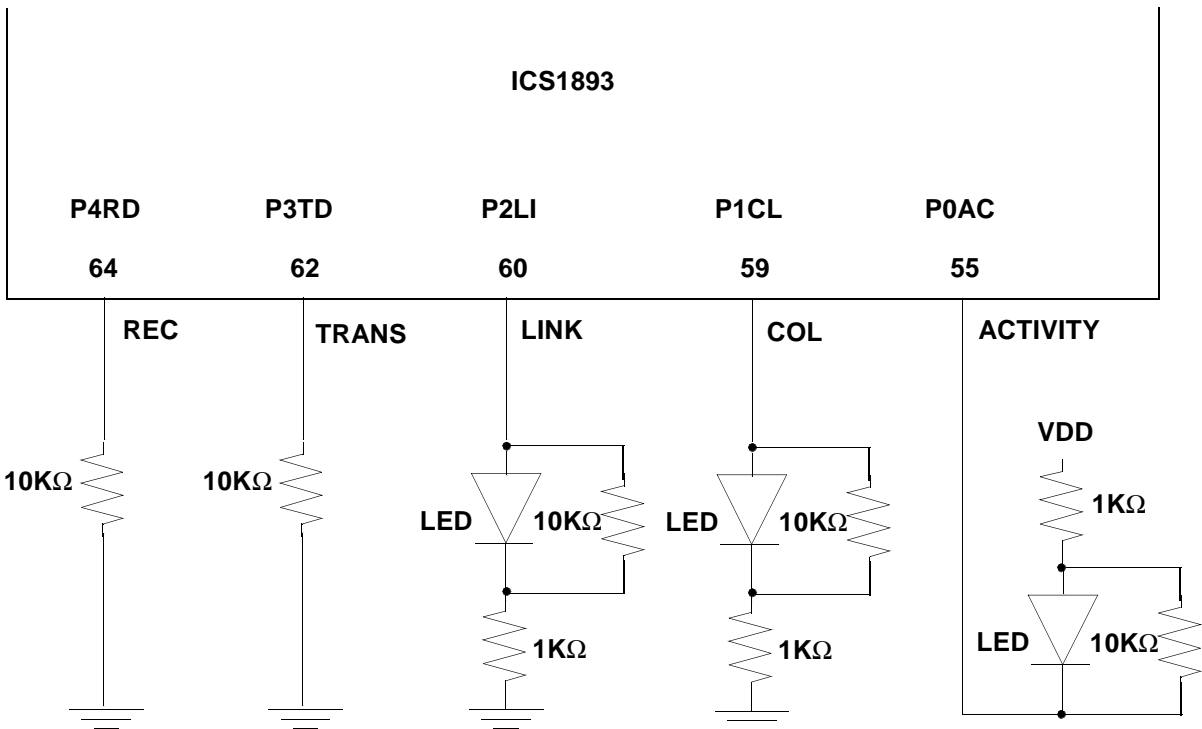 ICS1893
P4RD P3TD P2LI P1CL P0AC
64 62 60 59 55
REC TRANS LINK COL ACTIVITY
VDD
10KΩ 10KΩ
1KΩ
LED 10KΩ LED 10KΩ
1KΩ 1KΩ
LED 10KΩ